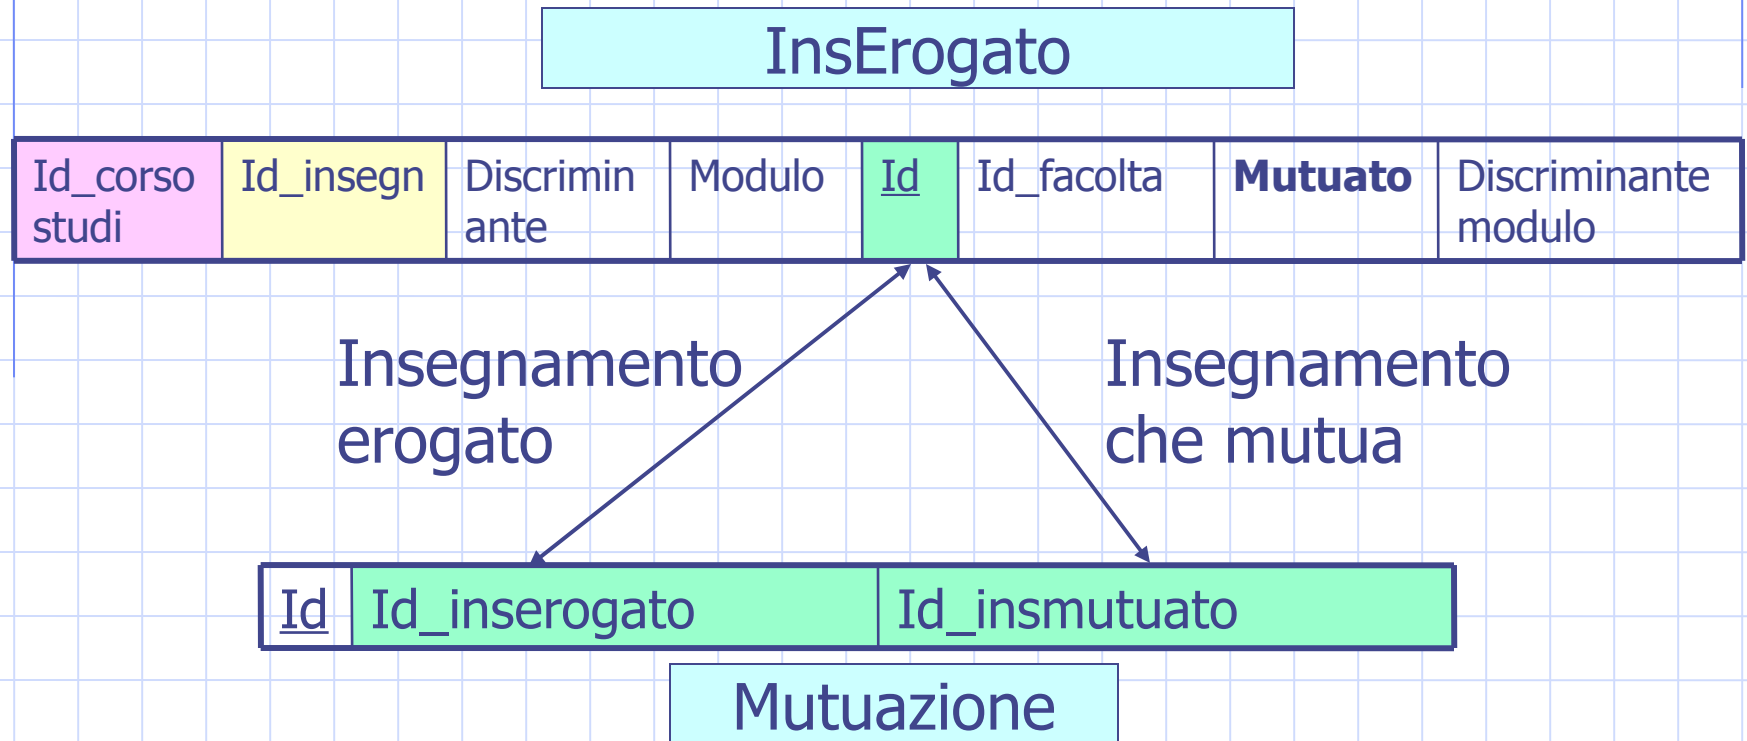 InsErogato
Id_corso
studi
Id_insegn
Discrimin
ante
Modulo
Id
Id_facolta
Mutuato
Discriminante
modulo
Insegnamento
erogato
Insegnamento
che mutua
Id
Id_inserogato
Id_insmutuato
Mutuazione